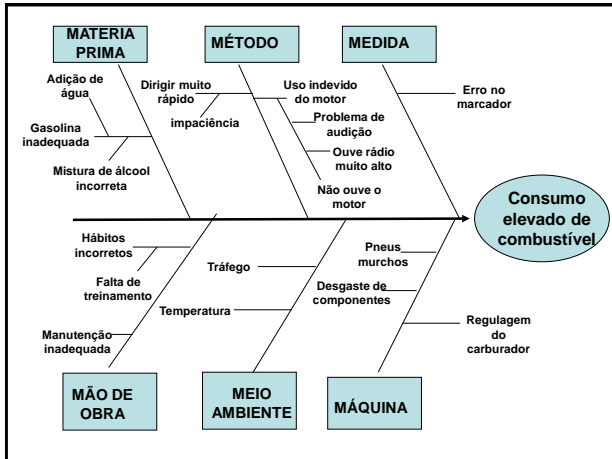 MATERIA
PRIMA
MÉTODO
MEDIDA
Adição de
água
Gasolina
inadequada
Mistura de álcool
incorreta
Dirigir muito
rápido
impaciência
Uso indevido
do motor
Problema de
audição
Ouve rádio
muito alto
Não ouve o
motor
Erro no
marcador
Consumo
elevado de
combustível
Hábitos
incorretos
Falta de
treinamento
Manutenção
inadequada
Tráfego
Temperatura
Pneus
murchos
Desgaste de
componentes
Regulagem
do
carburador
MÃO DE
OBRA
MEIO
AMBIENTE
MÁQUINA